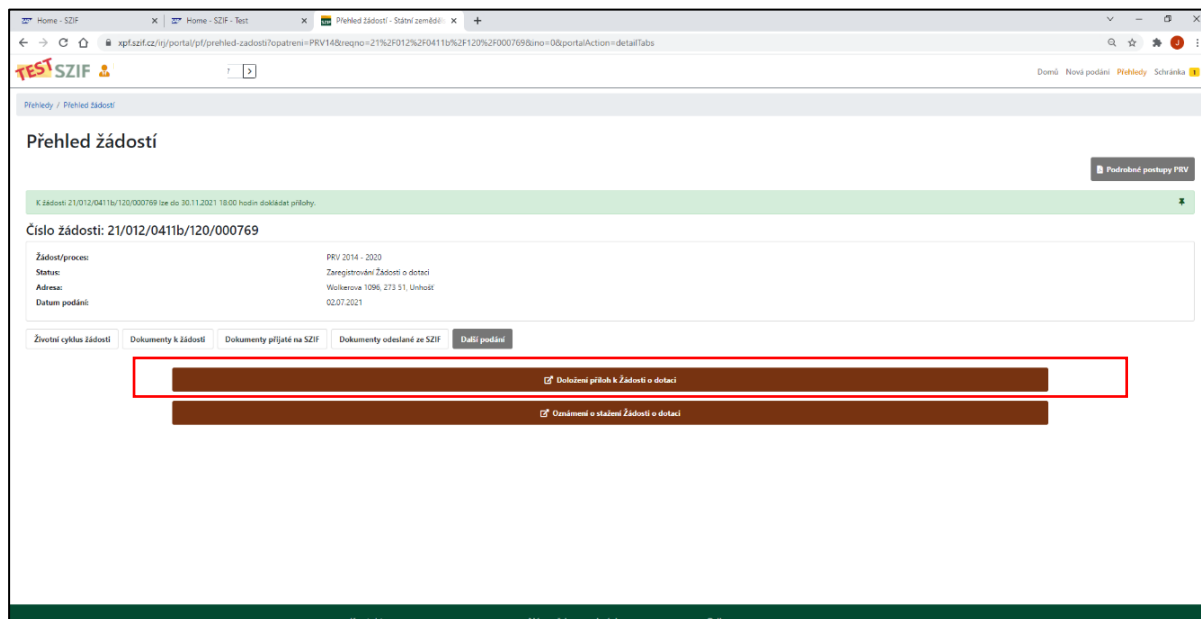 Home - SZIF
Home - SZIF - Test
Přehled žádostí - Státní zeměděl
xpf.szif.cz/irj/portal/pf/prehled-zadosti?opatreni=PRV14&reqno=21%2F012%2F0411b%2F120%2F000769&ino=0&portalAction=detailTabs
J
TEST SZIF
Domů Nová podání Přehledy Schránka
Přehledy / Přehled žádostí
Přehled žádostí
Podrobné postupy PRV
K žádosti 21/012/0411b/120/000769 lze do 30.11.2021 18:00 hodin dokládat přílohy.
Číslo žádosti: 21/012/0411b/120/000769
Žádost/proces: PRV 2014 - 2020
Status: Zaregistrování Žádosti o dotaci
Adresa: Wolkerova 1096, 273 51, Unhošť
Datum podání: 02.07.2021
Životní cyklus žádosti Dokumenty k žádosti Dokumenty přijaté na SZIF Dokumenty odeslané ze SZIF Další podání
Doložení příloh k Žádosti o dotaci
Oznámení o stažení Žádosti o dotaci